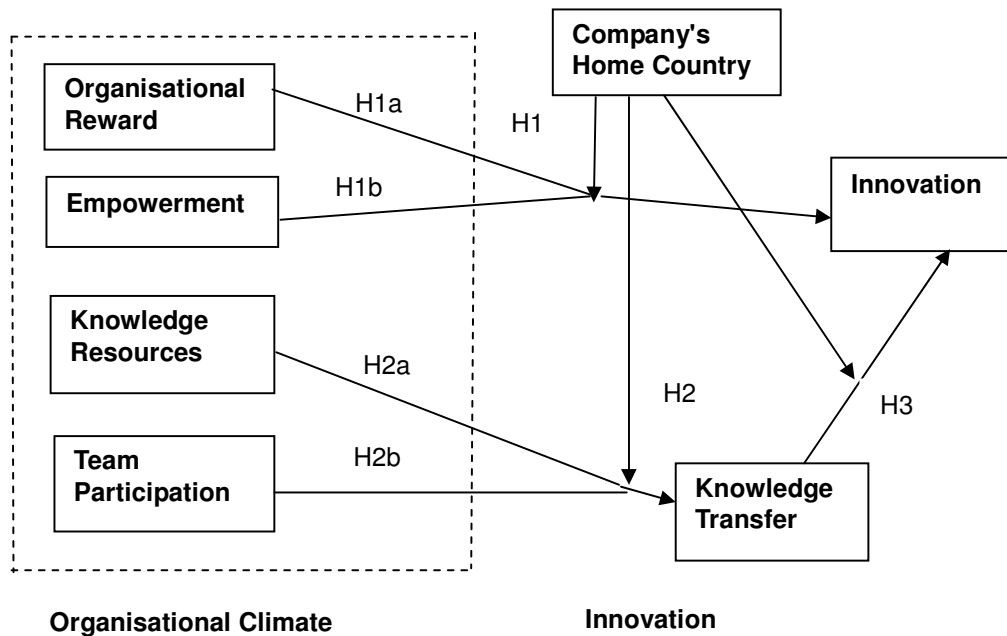 Company's
Home Country
Organisational
Reward
H1a
H1
Empowerment
H1b
Innovation
Knowledge
Resources
H2a
H2
H3
Team
Participation
H2b
Knowledge
Transfer
Organisational Climate
Innovation